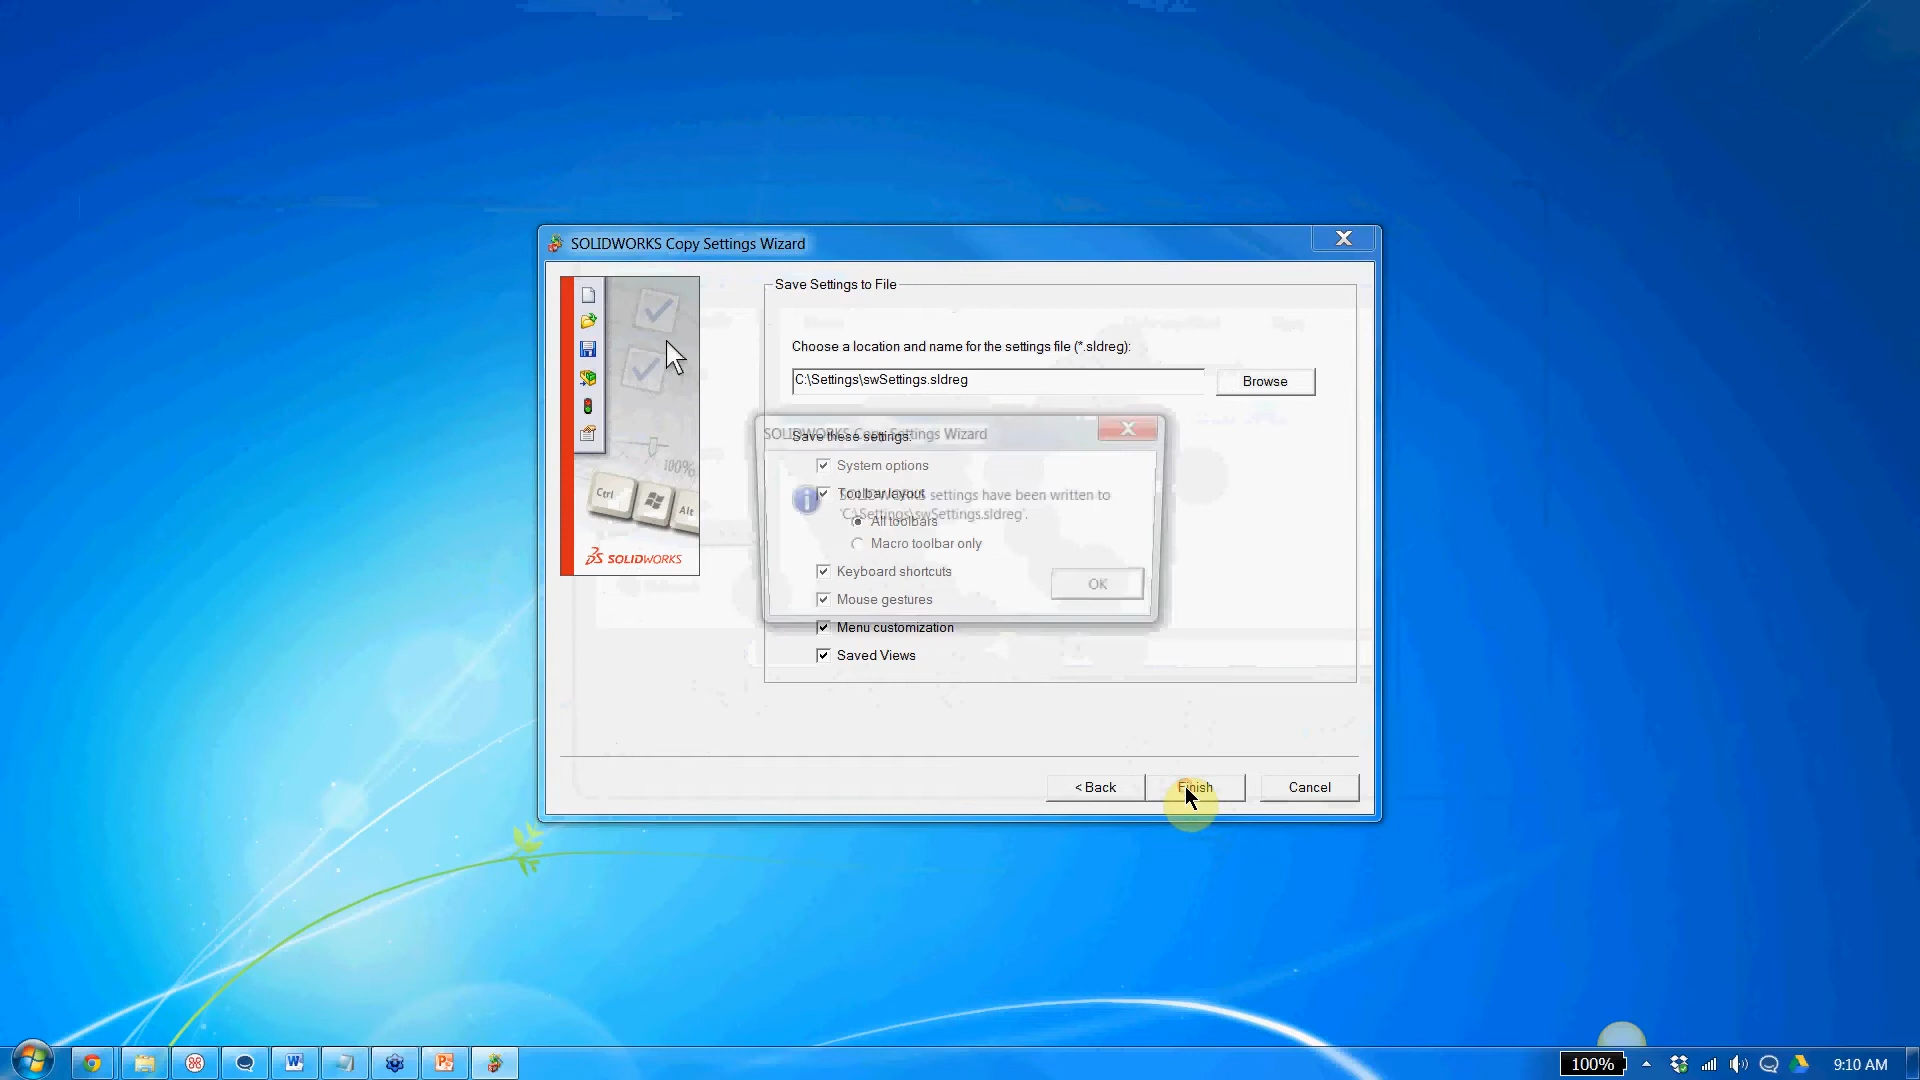 SOLIDWORKS Copy Settings Wizard
Save Settings to File
Choose a location and name for the settings file (*.sldreg):
C:\Settings\swSettings.sldreg
Browse
SOLIDWORKS Copy Settings Wizard
Save these settings:
System options
Toolbar layout
SOLIDWORKS settings have been written to
'C:\Settings\swSettings.sldreg'.
All toolbars
Macro toolbar only
Keyboard shortcuts
OK
Mouse gestures
Menu customization
Saved Views
100%
Ctrl
Alt
SOLIDWORKS
< Back
Finish
Cancel
100%
9:10 AM